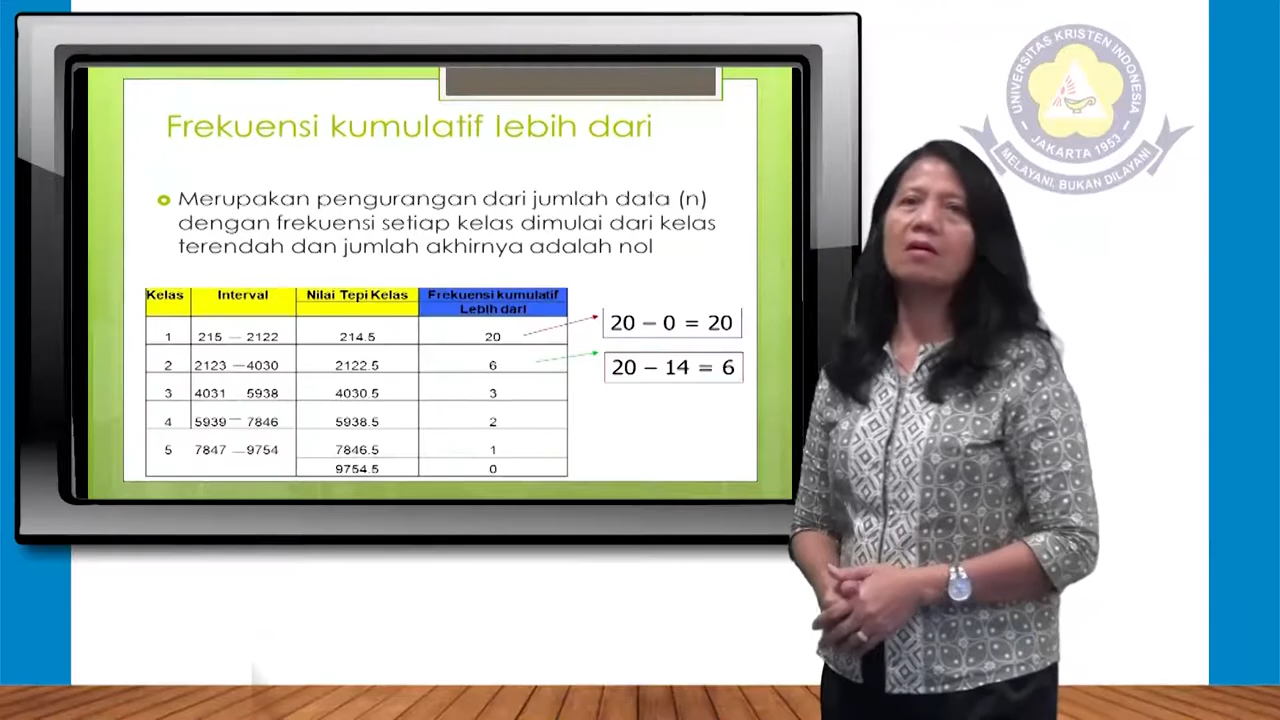 Frekuensi kumulatif lebih dari
Merupakan pengurangan dari jumlah data (n)
dengan frekuensi setiap kelas dimulai dari kelas
terendah dan jumlah akhirnya adalah nol
Kelas Interval Nilai Tepi Kelas Frekuensi kumulatif
Lebih dari
1 215 — 2122 214.5 20
2 2123 — 4030 2122.5 6
3 4031 5938 4030.5 3
4 5939 — 7846 5938.5 2
5 7847 — 9754 7846.5 1
9754.5 0
20 – 0 = 20
20 – 14 = 6
UNIVERSITAS KRISTEN INDONESIA
– JAKARTA 1953 –
MELAYANI, BUKAN DILAYANI